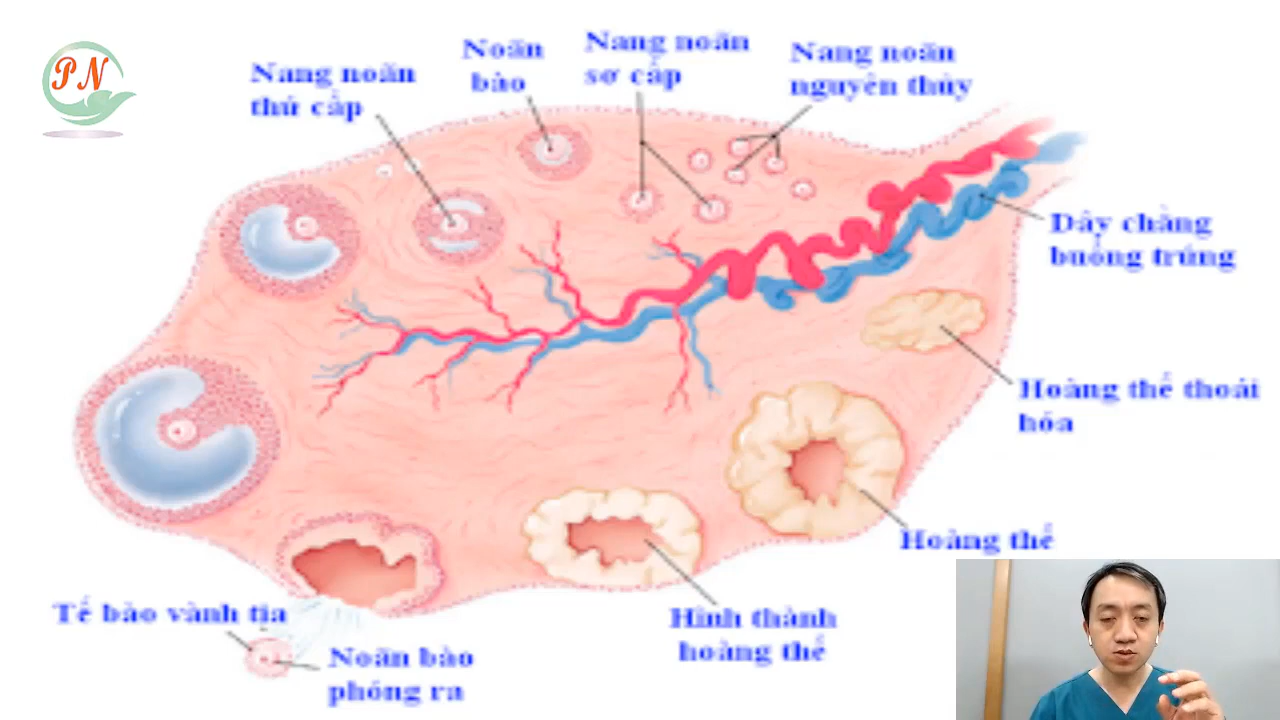 PN
Nang noãn
thứ cấp
Noãn
bào
Nang noãn
sơ cấp
Nang noãn
nguyên thủy
Dây chằng
buồng trứng
Hoàng thể thoái
hóa
Hoàng thể
Hình thành
hoàng thể
Tế bào vành tia
Noãn bào
phóng ra